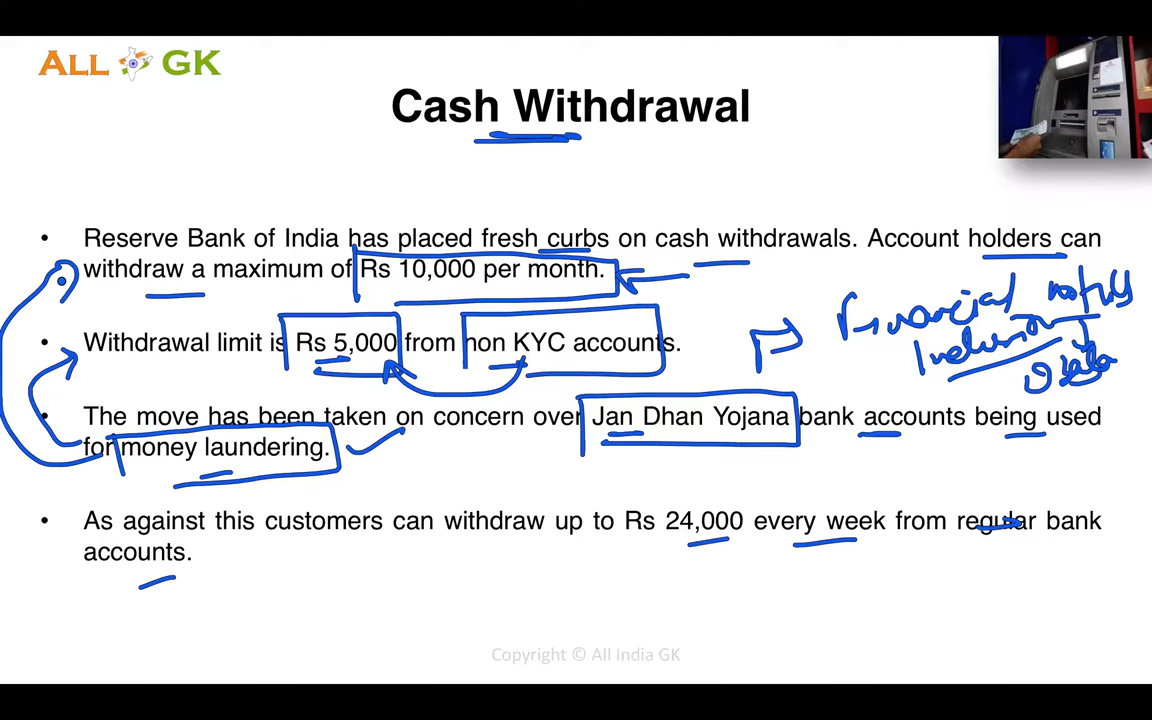 ALL GK
Cash Withdrawal
• Reserve Bank of India has placed fresh curbs on cash withdrawals. Account holders can
withdraw a maximum of Rs 10,000 per month.
• Withdrawal limit is Rs 5,000 from non KYC accounts.
Financial
Inclusion
• The move has been taken on concern over Jan Dhan Yojana bank accounts being used
for money laundering.
• As against this customers can withdraw up to Rs 24,000 every week from regular bank
accounts.
Copyright © All India GK